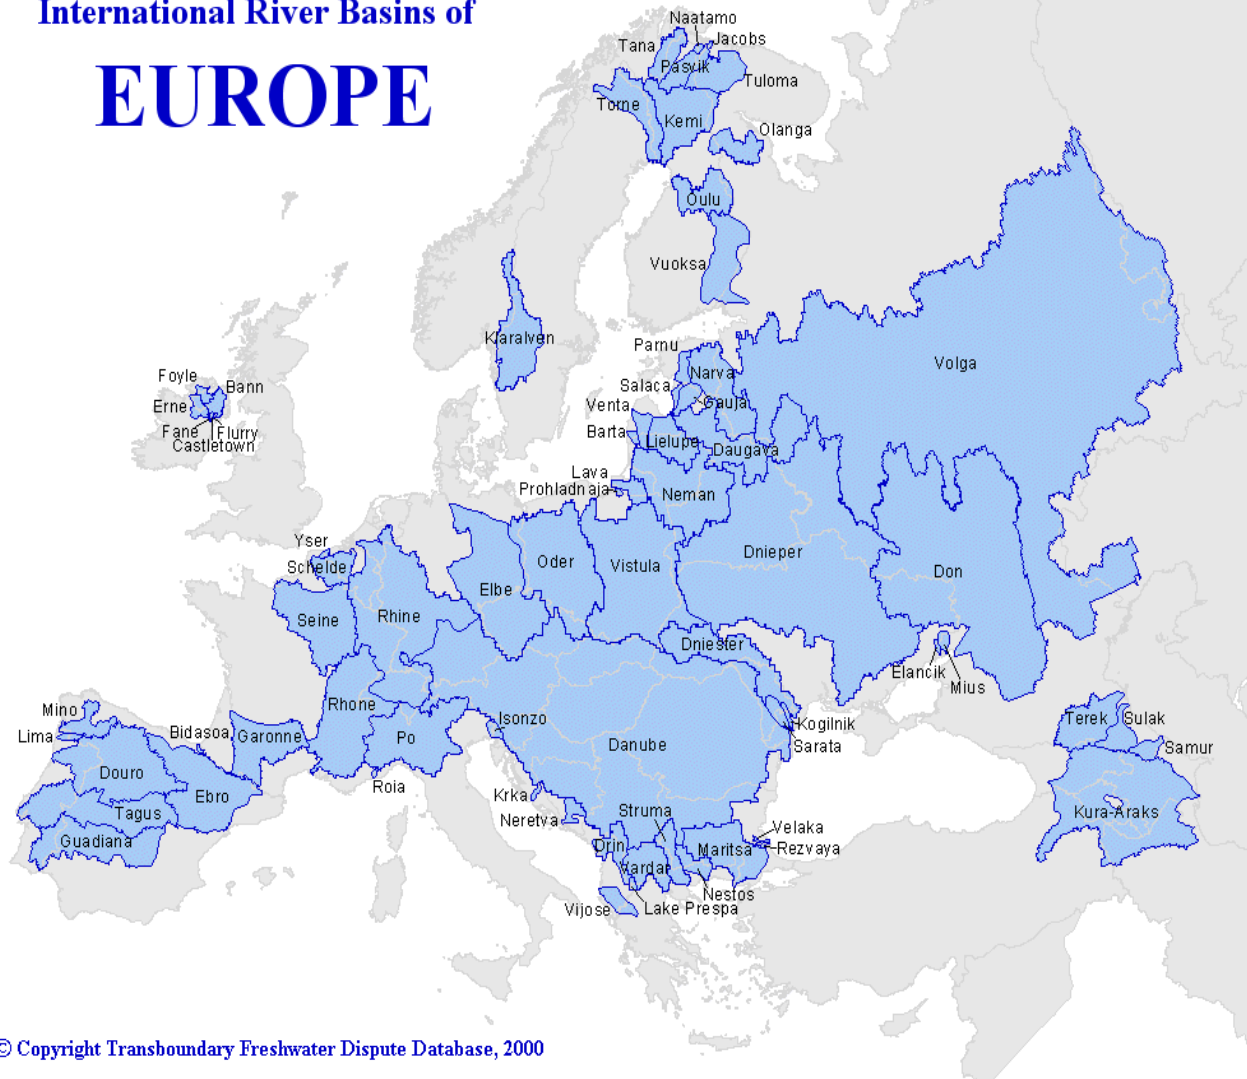 International River Basins of
EUROPE
Naatamo
Jacobs
Tana
Pasvik
Tuloma
Torne
Kemi
Olanga
Oulu
Vuoksa
Klaralven
Parnu
Narva
Volga
Salaca
Gauja
Foyle
Bann
Erne
Fane
Flurry
Castletown
Venta
Barta
Lielupe
Daugava
Lava
Prohladnaja
Neman
Yser
Schelde
Dnieper
Oder
Vistula
Don
Elbe
Seine
Rhine
Dniester
Elancik
Mius
Mino
Lima
Bidasoa
Garonne
Rhone
Po
Isonzo
Danube
Kogilnik
Sarata
Terek
Sulak
Samur
Douro
Ebro
Roia
Krka
Neretva
Struma
Tagus
Guadiana
Kura-Araks
Velaka
Rezvaya
Drin
Maritsa
Vardar
Nestos
Lake Prespa
Vijose
© Copyright Transboundary Freshwater Dispute Database, 2000